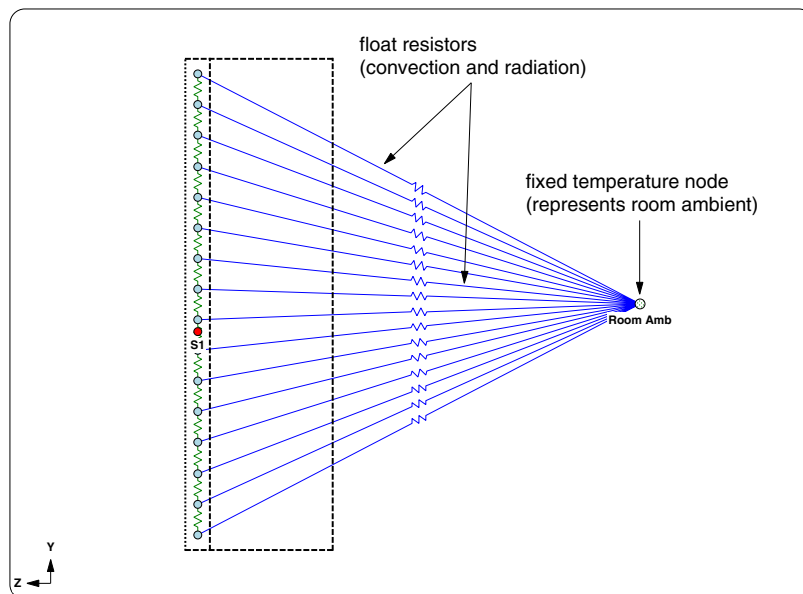 float resistors
(convection and radiation)
fixed temperature node
(represents room ambient)
Room Amb
S1
Y
Z